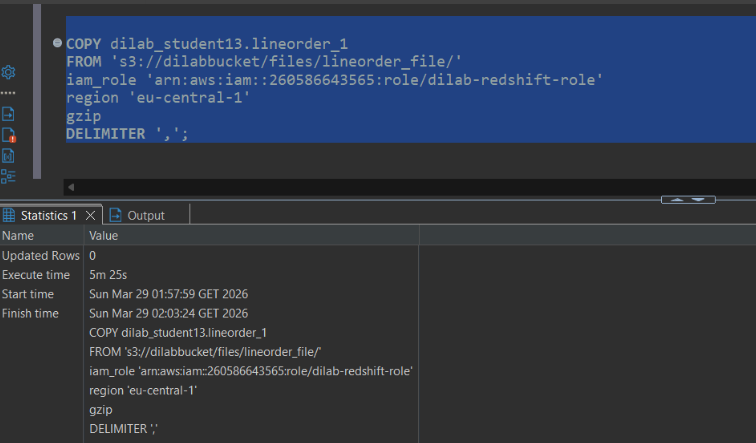 COPY dilab_student13.lineorder_1
FROM 's3://dilabbucket/files/lineorder_file/'
iam_role 'arn:aws:iam::260586643565:role/dilab-redshift-role'
region 'eu-central-1'
gzip
DELIMITER ',';
Statistics 1 Output
Name Value
Updated Rows 0
Execute time 5m 25s
Start time Sun Mar 29 01:57:59 GET 2026
Finish time Sun Mar 29 02:03:24 GET 2026
COPY dilab_student13.lineorder_1
FROM 's3://dilabbucket/files/lineorder_file/'
iam_role 'arn:aws:iam::260586643565:role/dilab-redshift-role'
region 'eu-central-1'
gzip
DELIMITER ','